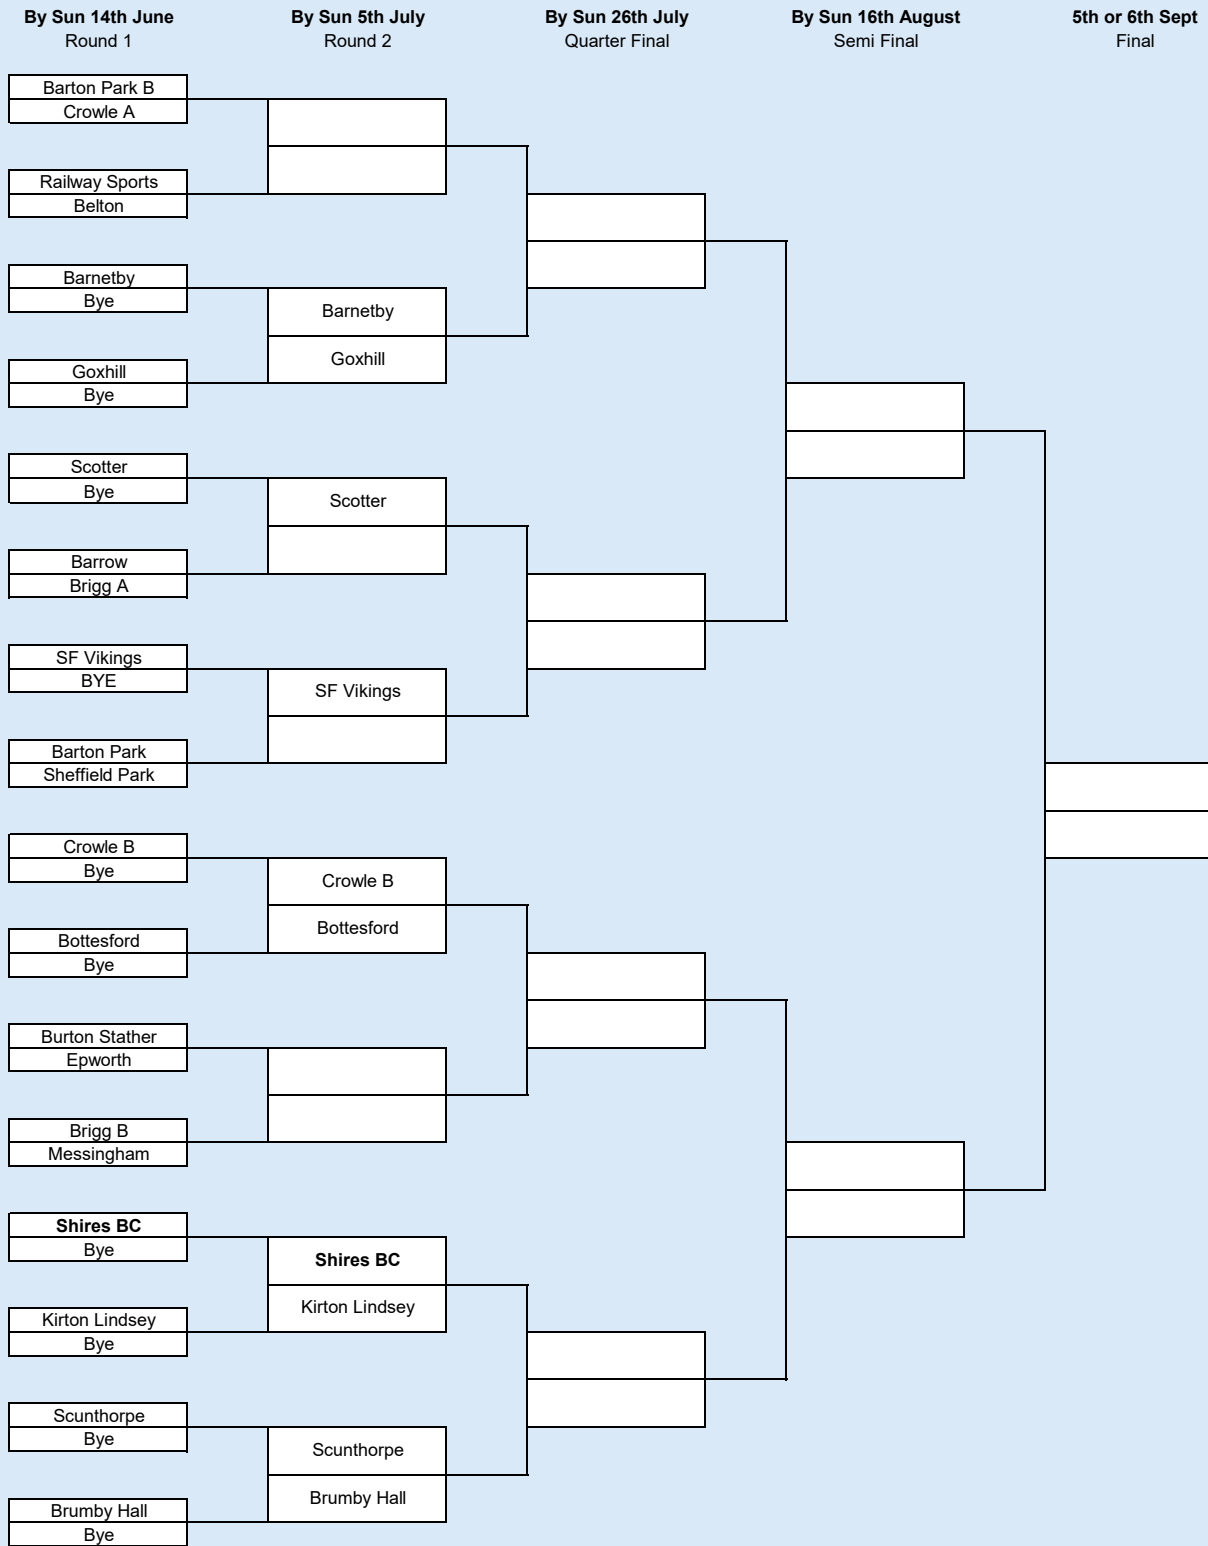 By Sun 14th June
Round 1
By Sun 5th July
Round 2
By Sun 26th July
Quarter Final
By Sun 16th August
Semi Final
5th or 6th Sept
Final
Barton Park B
Crowle A
Railway Sports
Belton
Barnetby
Bye
Goxhill
Bye
Scotter
Bye
Barrow
Brigg A
SF Vikings
BYE
Barton Park
Sheffield Park
Crowle B
Bye
Bottesford
Bye
Burton Stather
Epworth
Brigg B
Messingham
Shires BC
Bye
Kirton Lindsey
Bye
Scunthorpe
Bye
Brumby Hall
Bye
Barnetby
Goxhill
Scotter
SF Vikings
Crowle B
Bottesford
Shires BC
Kirton Lindsey
Scunthorpe
Brumby Hall